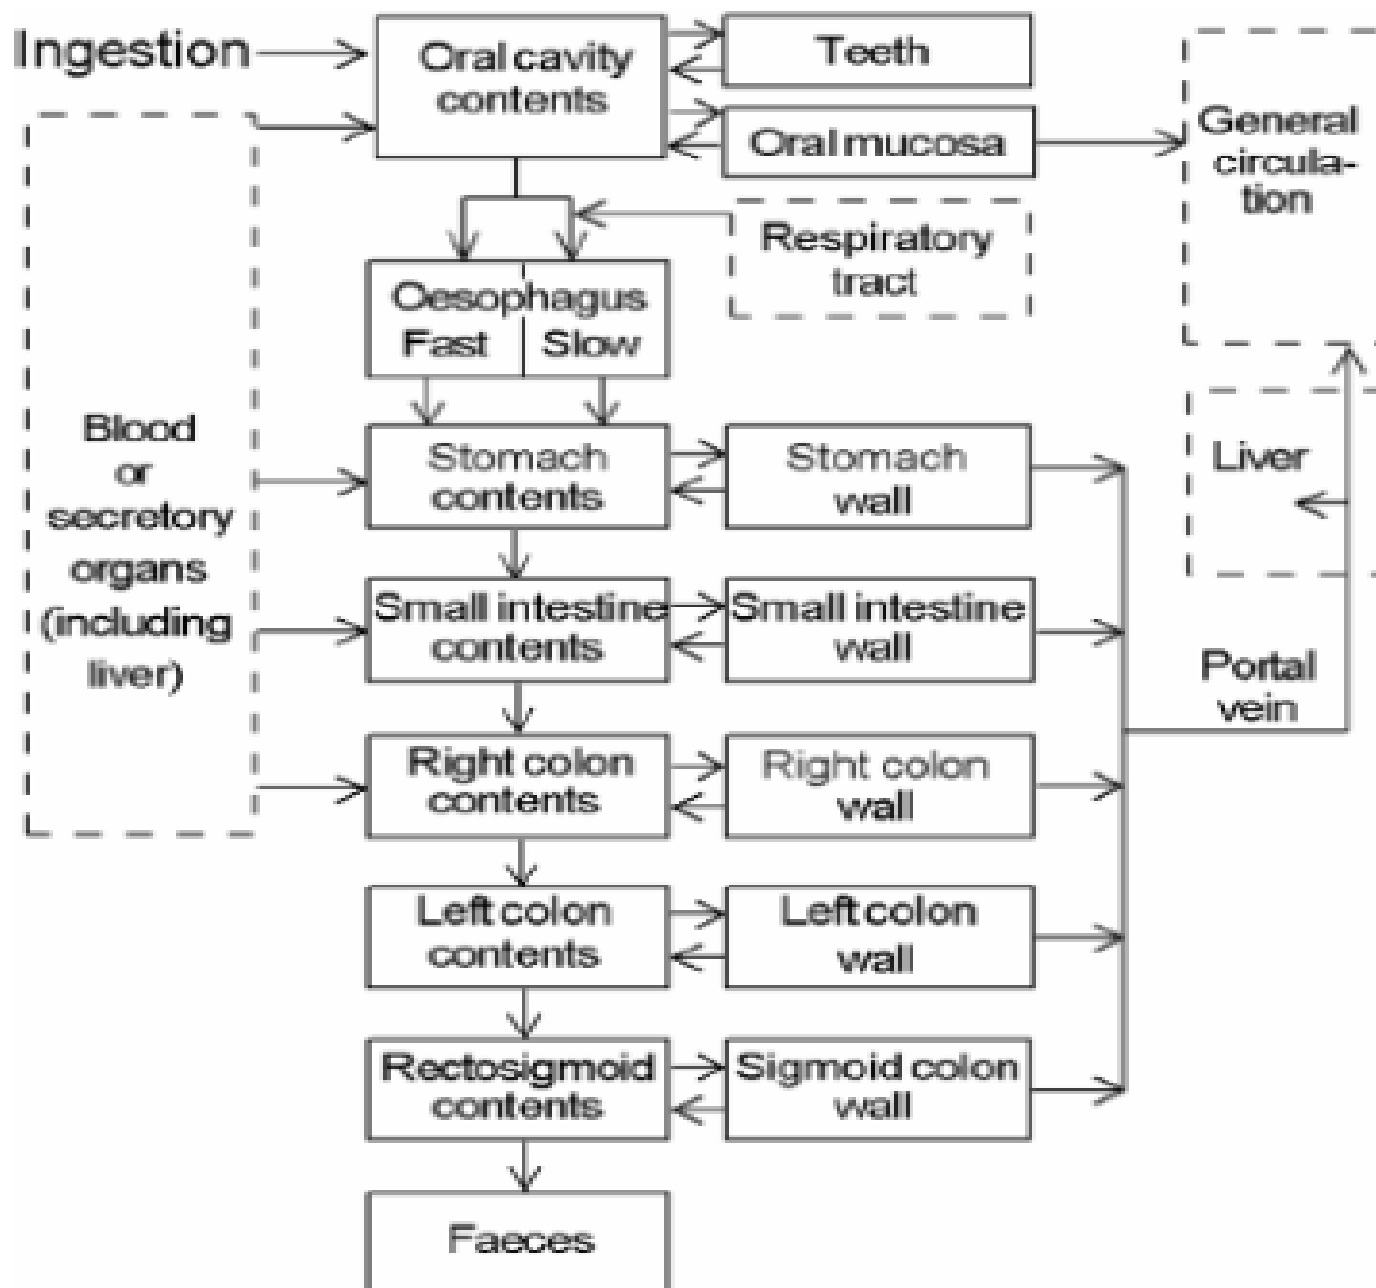 Ingestion
Oral cavity
contents
Teeth
Oral mucosa
General
circula-
tion
Respiratory
tract
Oesophagus
Fast
Slow
Blood
or
secretory
organs
(including
liver)
Stomach
contents
Stomach
wall
Liver
Small intestine
contents
Small intestine
wall
Portal
vein
Right colon
contents
Right colon
wall
Left colon
contents
Left colon
wall
Rectosigmoid
contents
Sigmoid colon
wall
Faeces